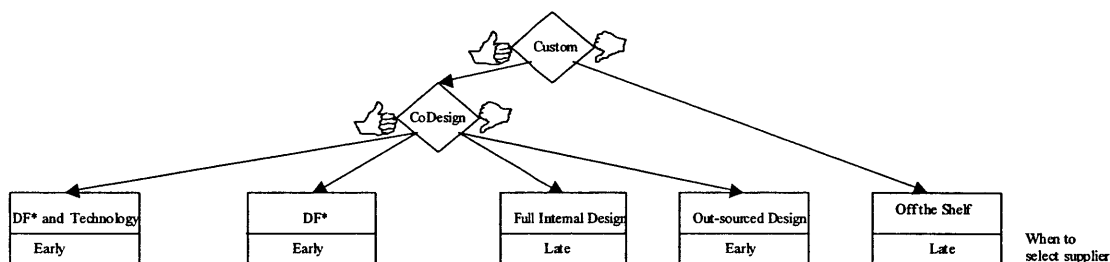 Custom
CoDesign
DF* and Technology
DF*
Full Internal Design
Out-sourced Design
Off the Shelf
Early
Early
Late
Early
Late
When to
select supplier